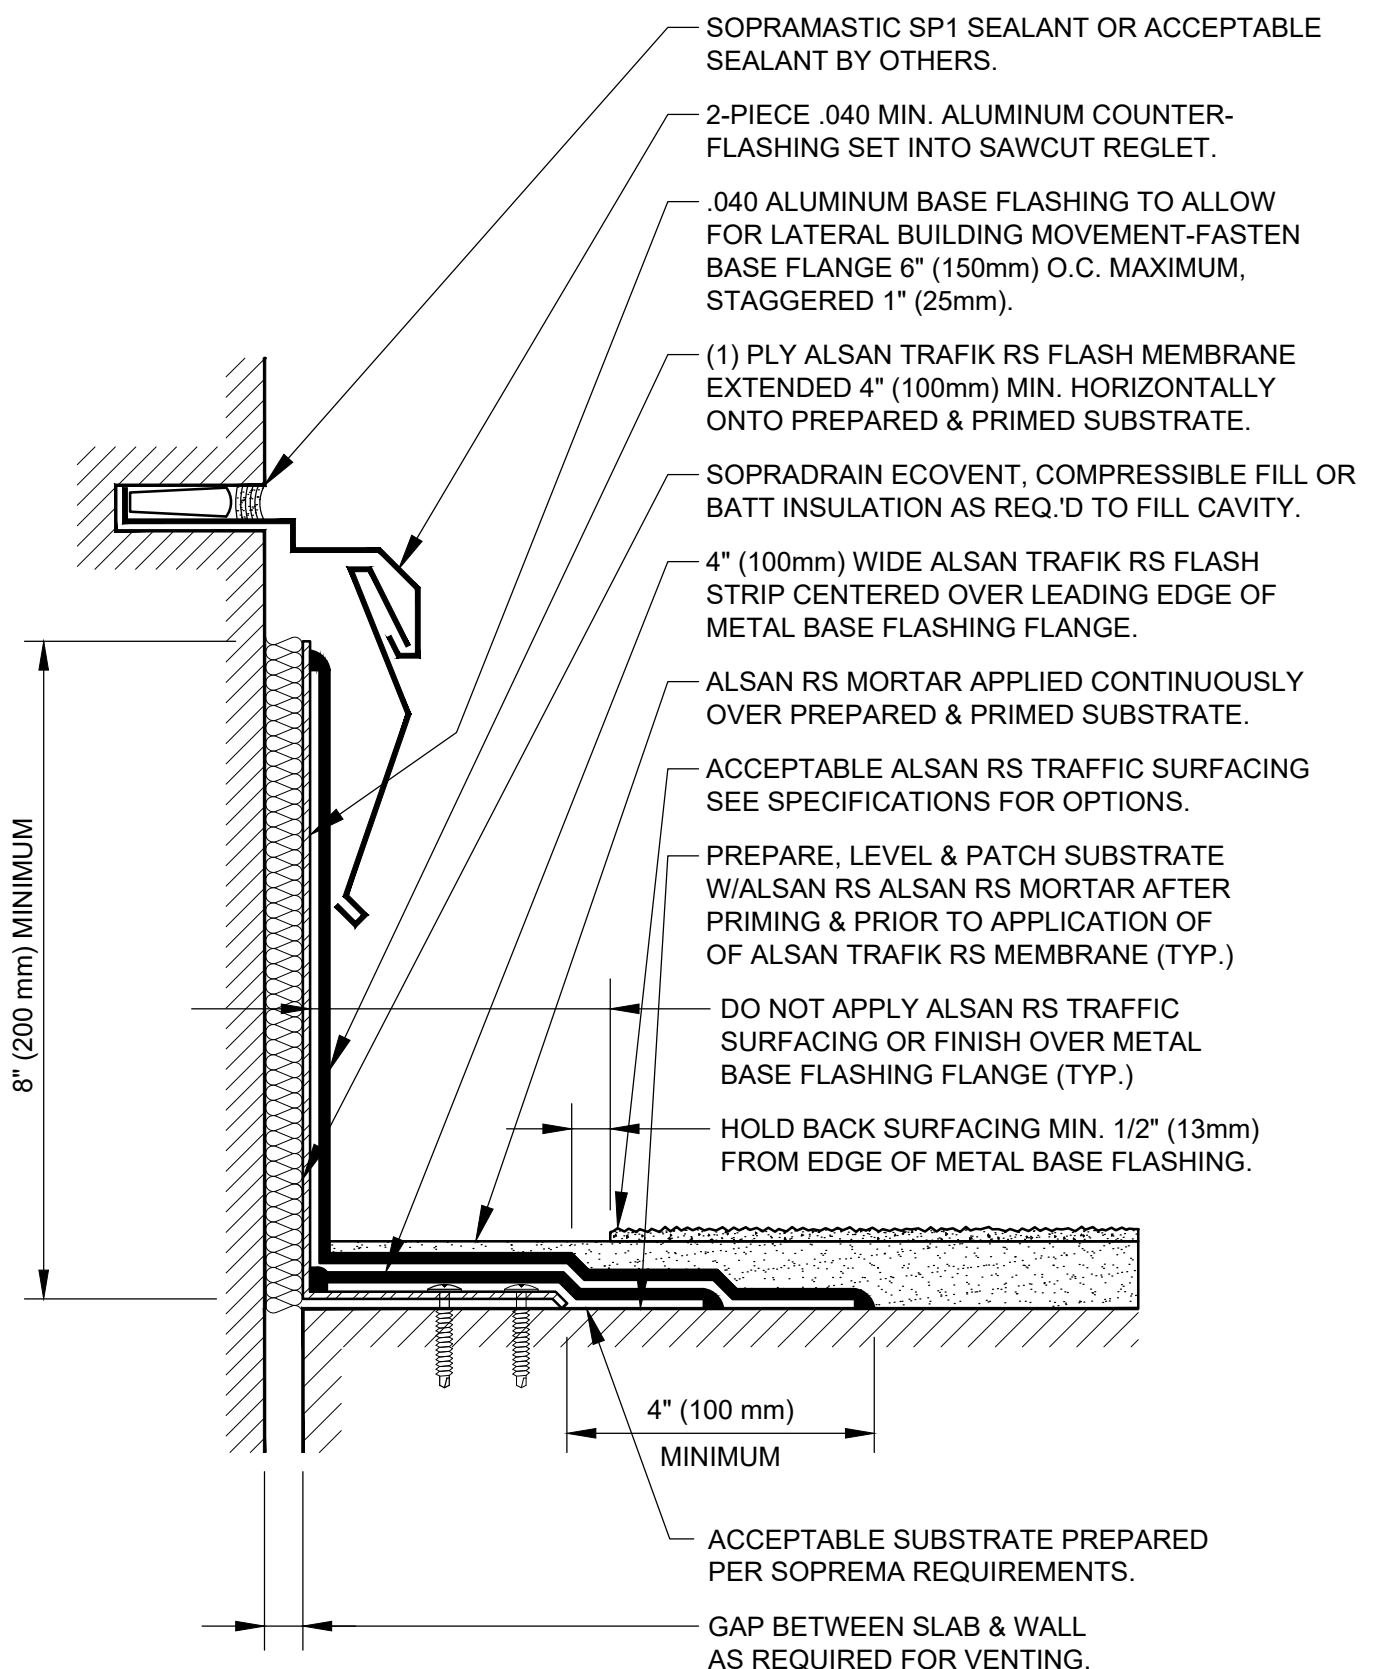 SOPRAMASTIC SP1 SEALANT OR ACCEPTABLE
SEALANT BY OTHERS.
2-PIECE .040 MIN. ALUMINUM COUNTER-
FLASHING SET INTO SAWCUT REGLET.
.040 ALUMINUM BASE FLASHING TO ALLOW
FOR LATERAL BUILDING MOVEMENT-FASTEN
BASE FLANGE 6" (150mm) O.C. MAXIMUM,
STAGGERED 1" (25mm).
(1) PLY ALSAN TRAFIK RS FLASH MEMBRANE
EXTENDED 4" (100mm) MIN. HORIZONTALLY
ONTO PREPARED & PRIMED SUBSTRATE.
SOPRADRAIN ECOVENT, COMPRESSIBLE FILL OR
BATT INSULATION AS REQ.'D TO FILL CAVITY.
4" (100mm) WIDE ALSAN TRAFIK RS FLASH
STRIP CENTERED OVER LEADING EDGE OF
METAL BASE FLASHING FLANGE.
ALSAN RS MORTAR APPLIED CONTINUOUSLY
OVER PREPARED & PRIMED SUBSTRATE.
ACCEPTABLE ALSAN RS TRAFFIC SURFACING
SEE SPECIFICATIONS FOR OPTIONS.
PREPARE, LEVEL & PATCH SUBSTRATE
W/ALSAN RS ALSAN RS MORTAR AFTER
PRIMING & PRIOR TO APPLICATION OF
OF ALSAN TRAFIK RS MEMBRANE (TYP.)
DO NOT APPLY ALSAN RS TRAFFIC
SURFACING OR FINISH OVER METAL
BASE FLASHING FLANGE (TYP.)
HOLD BACK SURFACING MIN. 1/2" (13mm)
FROM EDGE OF METAL BASE FLASHING.
8" (200 mm) MINIMUM
4" (100 mm)
MINIMUM
ACCEPTABLE SUBSTRATE PREPARED
PER SOPREMA REQUIREMENTS.
GAP BETWEEN SLAB & WALL
AS REQUIRED FOR VENTING.